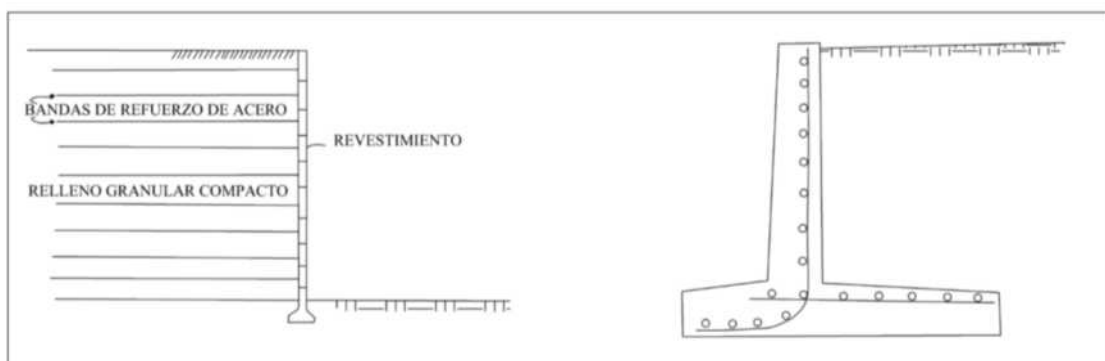 BANDAS DE REFUERZO DE ACERO
REVESTIMIENTO
RELLENO GRANULAR COMPACTO